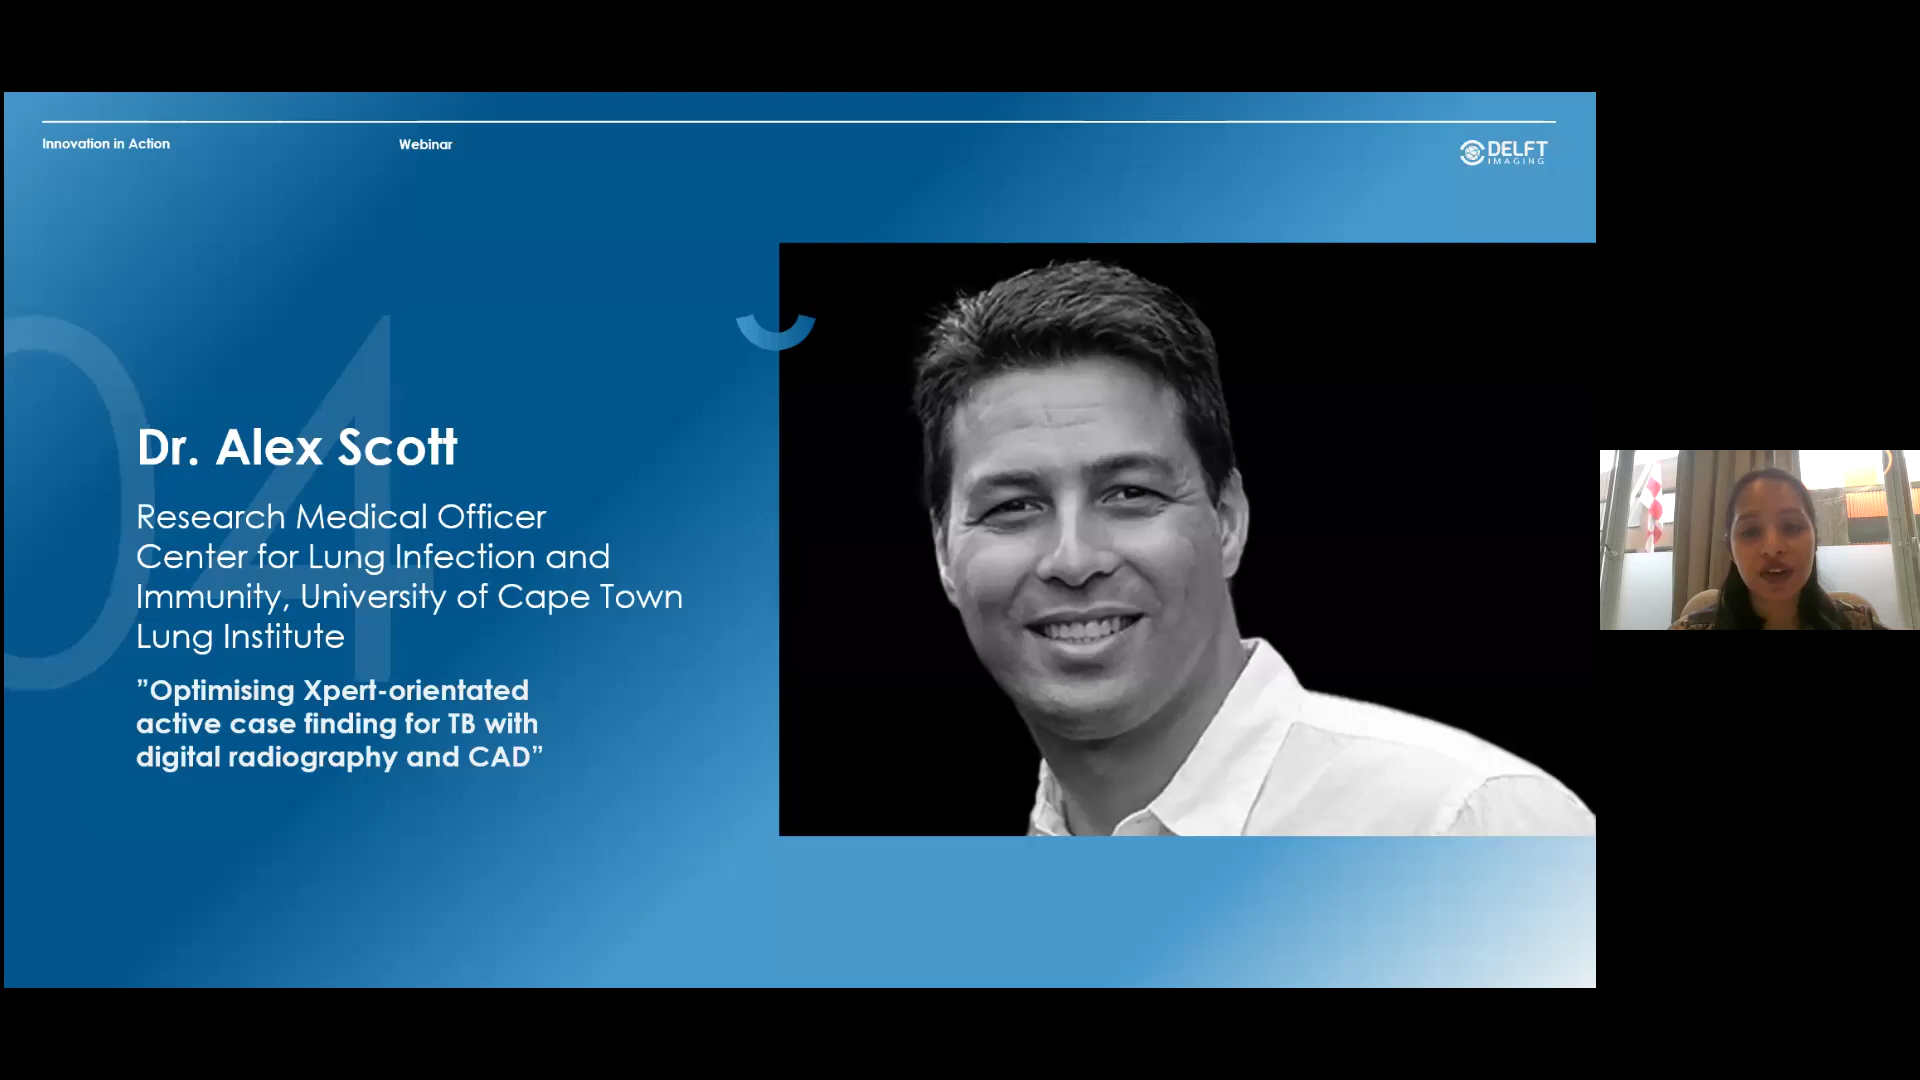 Innovation in Action
Webinar
DELFT
IMAGING
04
Dr. Alex Scott
Research Medical Officer
Center for Lung Infection and
Immunity, University of Cape Town
Lung Institute
”Optimising Xpert-orientated
active case finding for TB with
digital radiography and CAD”